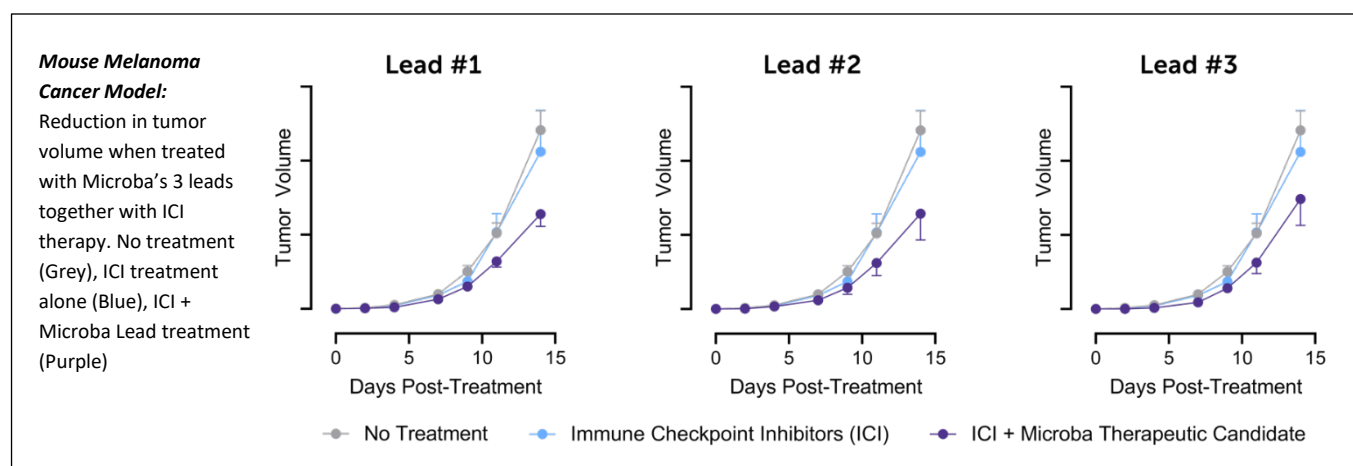 Mouse Melanoma
Cancer Model:
Reduction in tumor
volume when treated
with Microba’s 3 leads
together with ICI
therapy. No treatment
(Grey), ICI treatment
alone (Blue), ICI +
Microba Lead treatment
(Purple)
Lead #1
Tumor Volume
0 5 10 15
Days Post-Treatment
Lead #2
Tumor Volume
0 5 10 15
Days Post-Treatment
Lead #3
Tumor Volume
0 5 10 15
Days Post-Treatment
No Treatment
Immune Checkpoint Inhibitors (ICI)
ICI + Microba Therapeutic Candidate